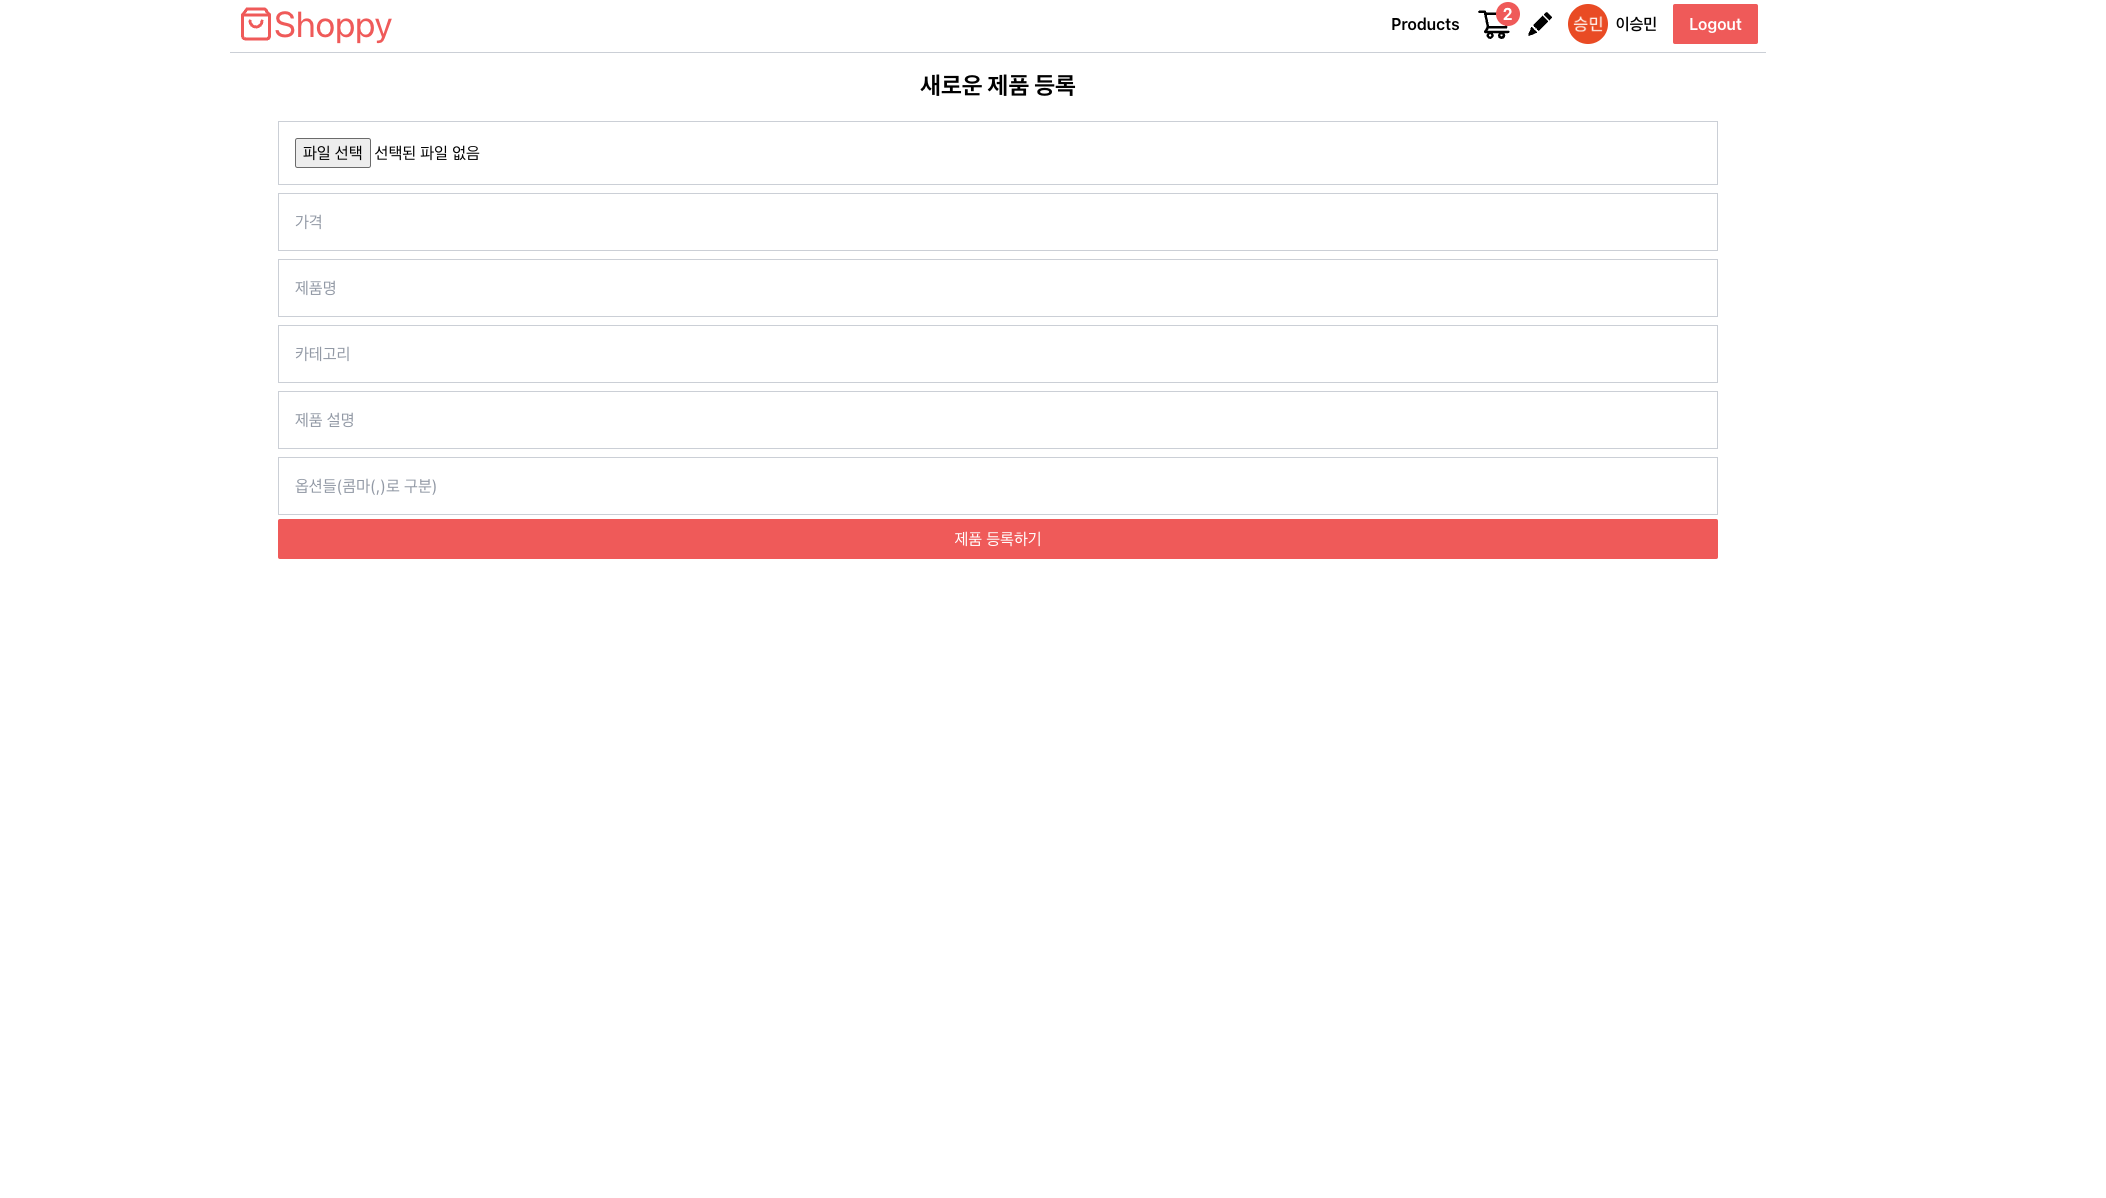 Shoppy
Products 2 승민 이승민 Logout
새로운 제품 등록
파일 선택 선택된 파일 없음
가격
제품명
카테고리
제품 설명
옵션들(콤마(,)로 구분)
제품 등록하기